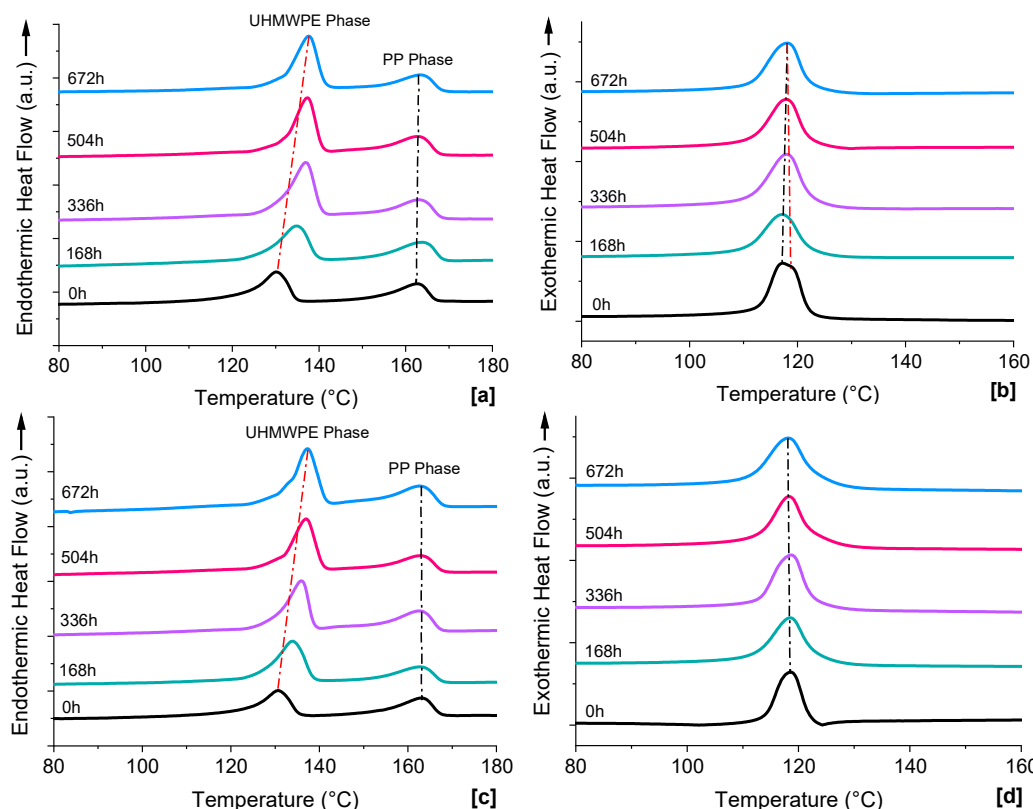 UHMWPE Phase
PP Phase
Endothermic Heat Flow (a.u.)
672h
504h
336h
168h
0h
80 100 120 140 160 180
Temperature (°C)
[a]
Exothermic Heat Flow (a.u.)
672h
504h
336h
168h
0h
80 100 120 140 160
Temperature (°C)
[b]
UHMWPE Phase
PP Phase
Endothermic Heat Flow (a.u.)
672h
504h
336h
168h
0h
80 100 120 140 160 180
Temperature (°C)
[c]
Exothermic Heat Flow (a.u.)
672h
504h
336h
168h
0h
80 100 120 140 160
Temperature (°C)
[d]